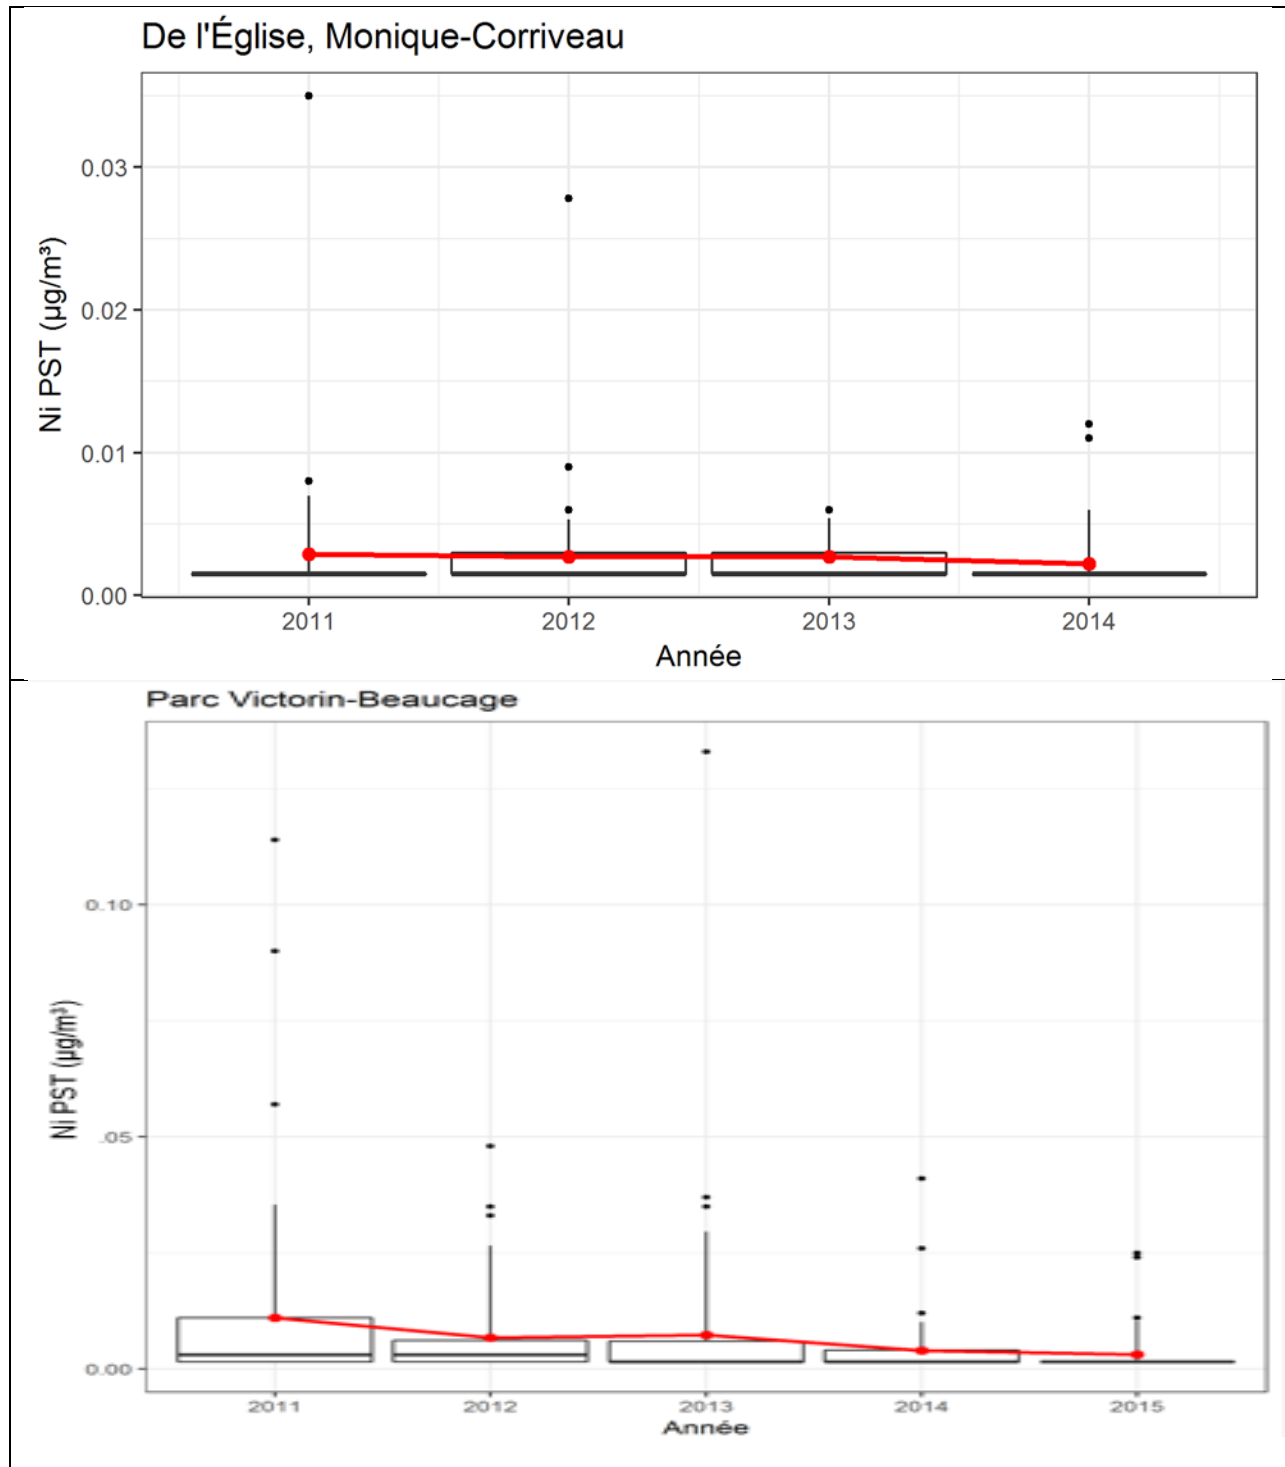 De l'Église, Monique-Corriveau
0.03
0.02
0.01
0.00
Ni PST (µg/m³)
2011 2012 2013 2014
Année
Parc Victorin-Beaucage
0.10
.05
0.00
Ni PST (µg/m³)
2011 2012 2013 2014 2015
Année